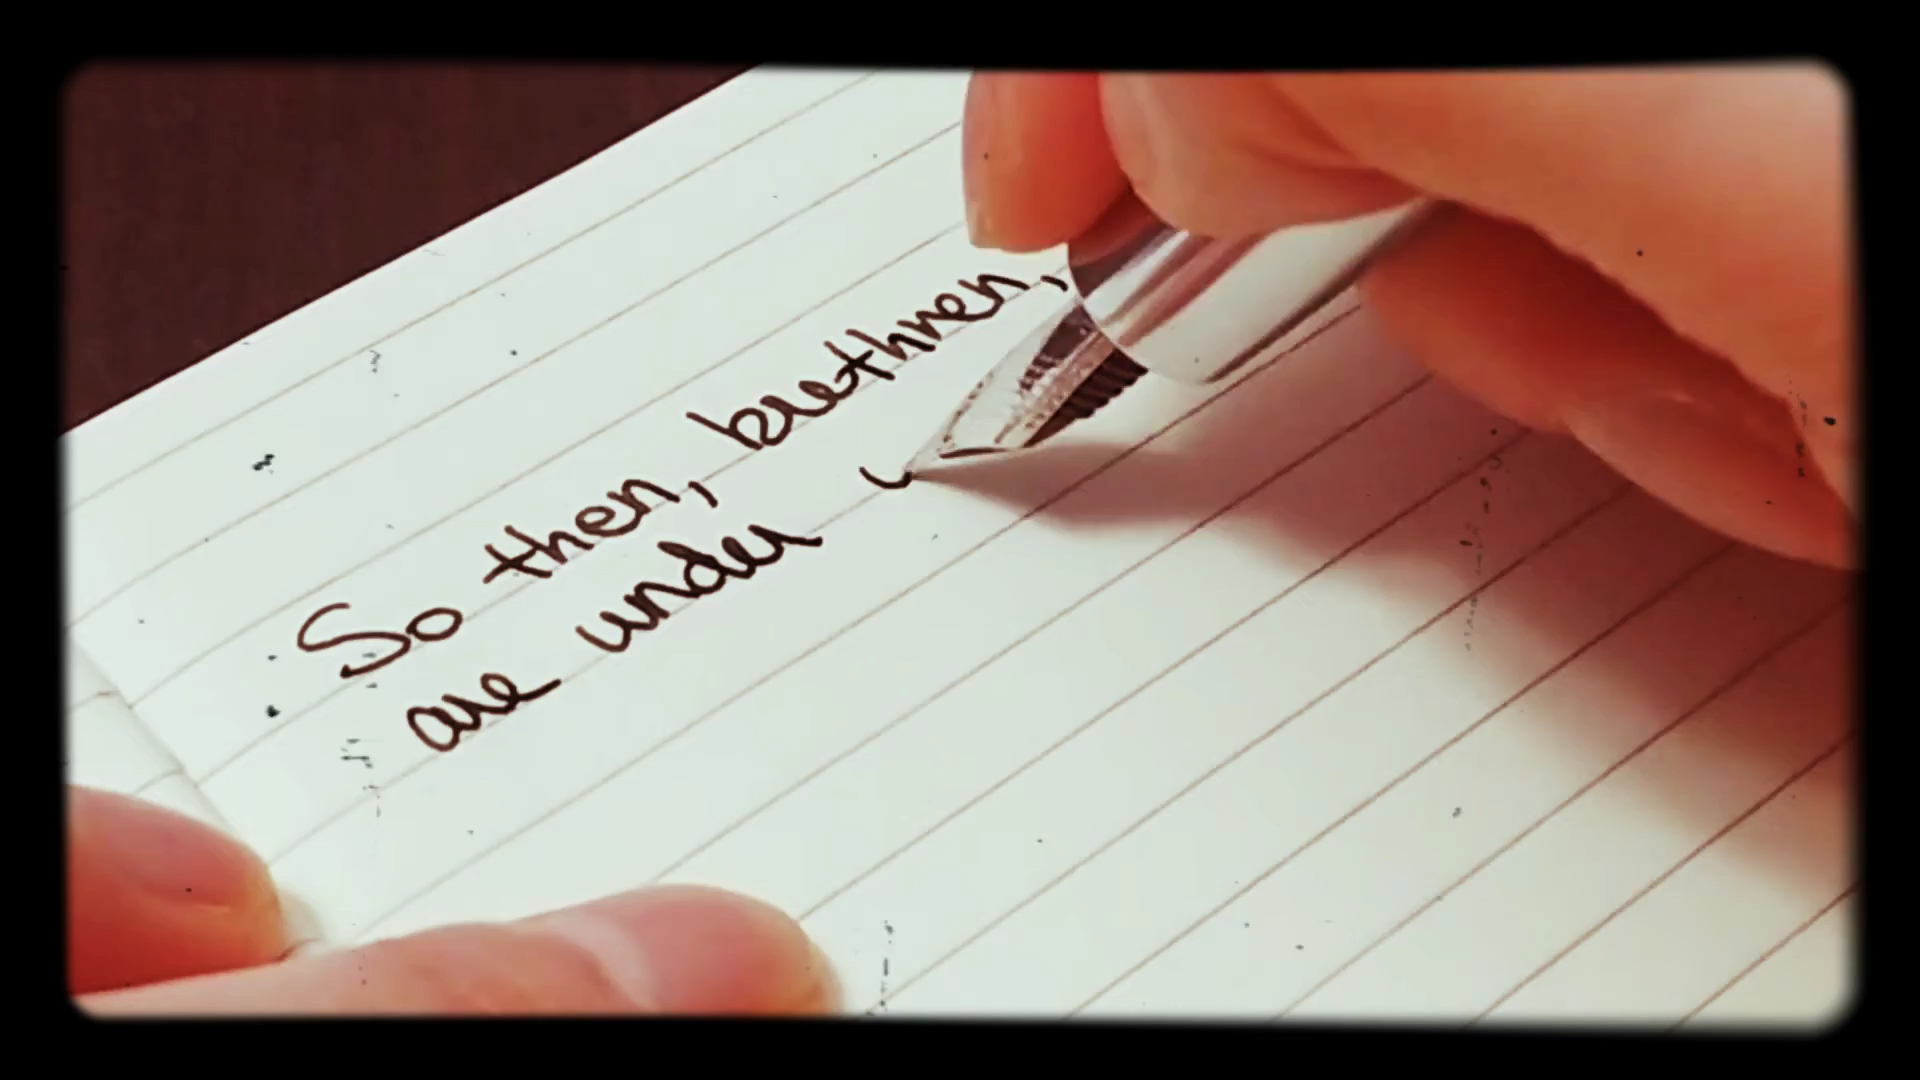 So then, brethren,
are under